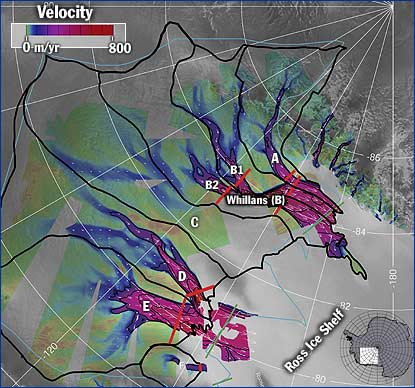 Velocity
0 m/yr 800
A
B1
B2
Whillans (B)
C
D
E
-86
-84
-82
-80
-180
-120
Ross Ice Shelf